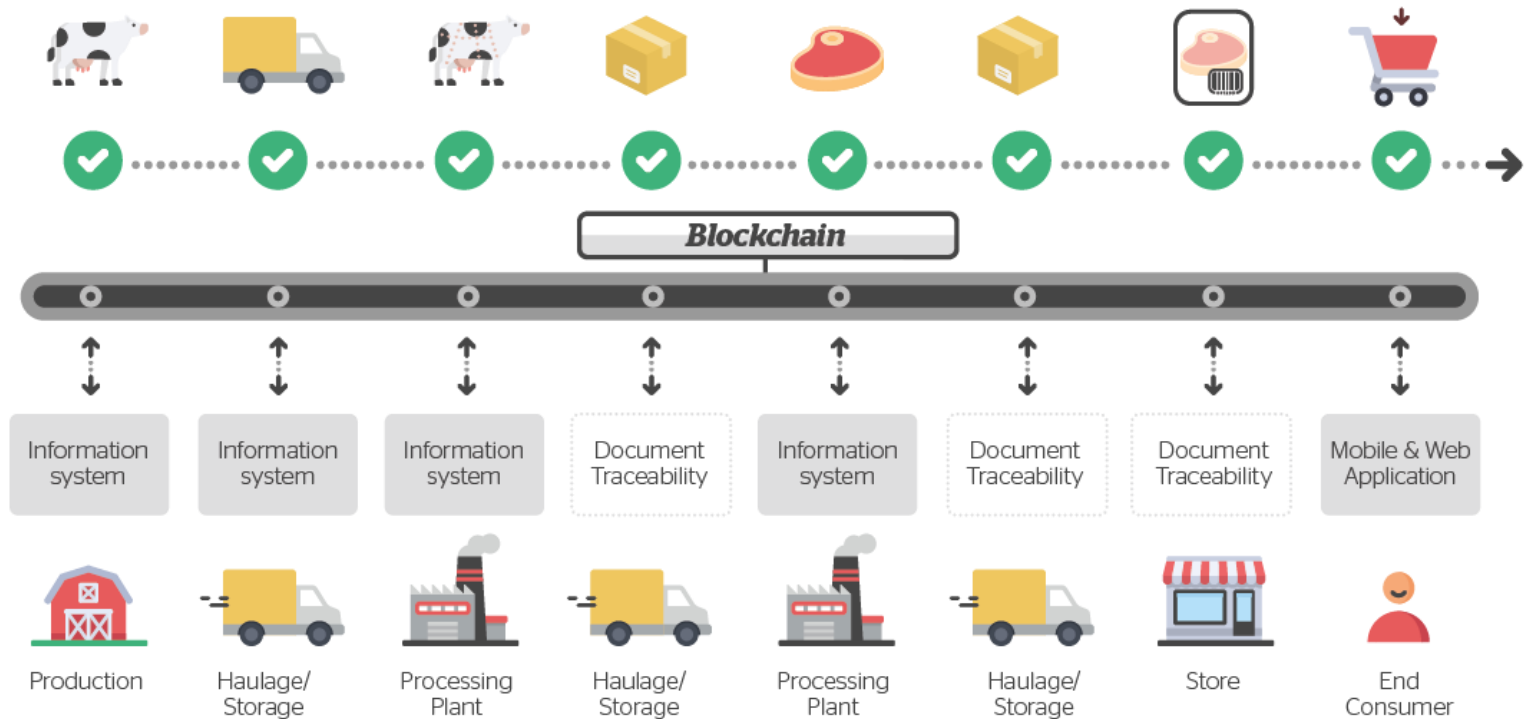 Blockchain
Information
system
Information
system
Information
system
Document
Traceability
Information
system
Document
Traceability
Document
Traceability
Mobile & Web
Application
Production
Haulage/
Storage
Processing
Plant
Haulage/
Storage
Processing
Plant
Haulage/
Storage
Store
End
Consumer